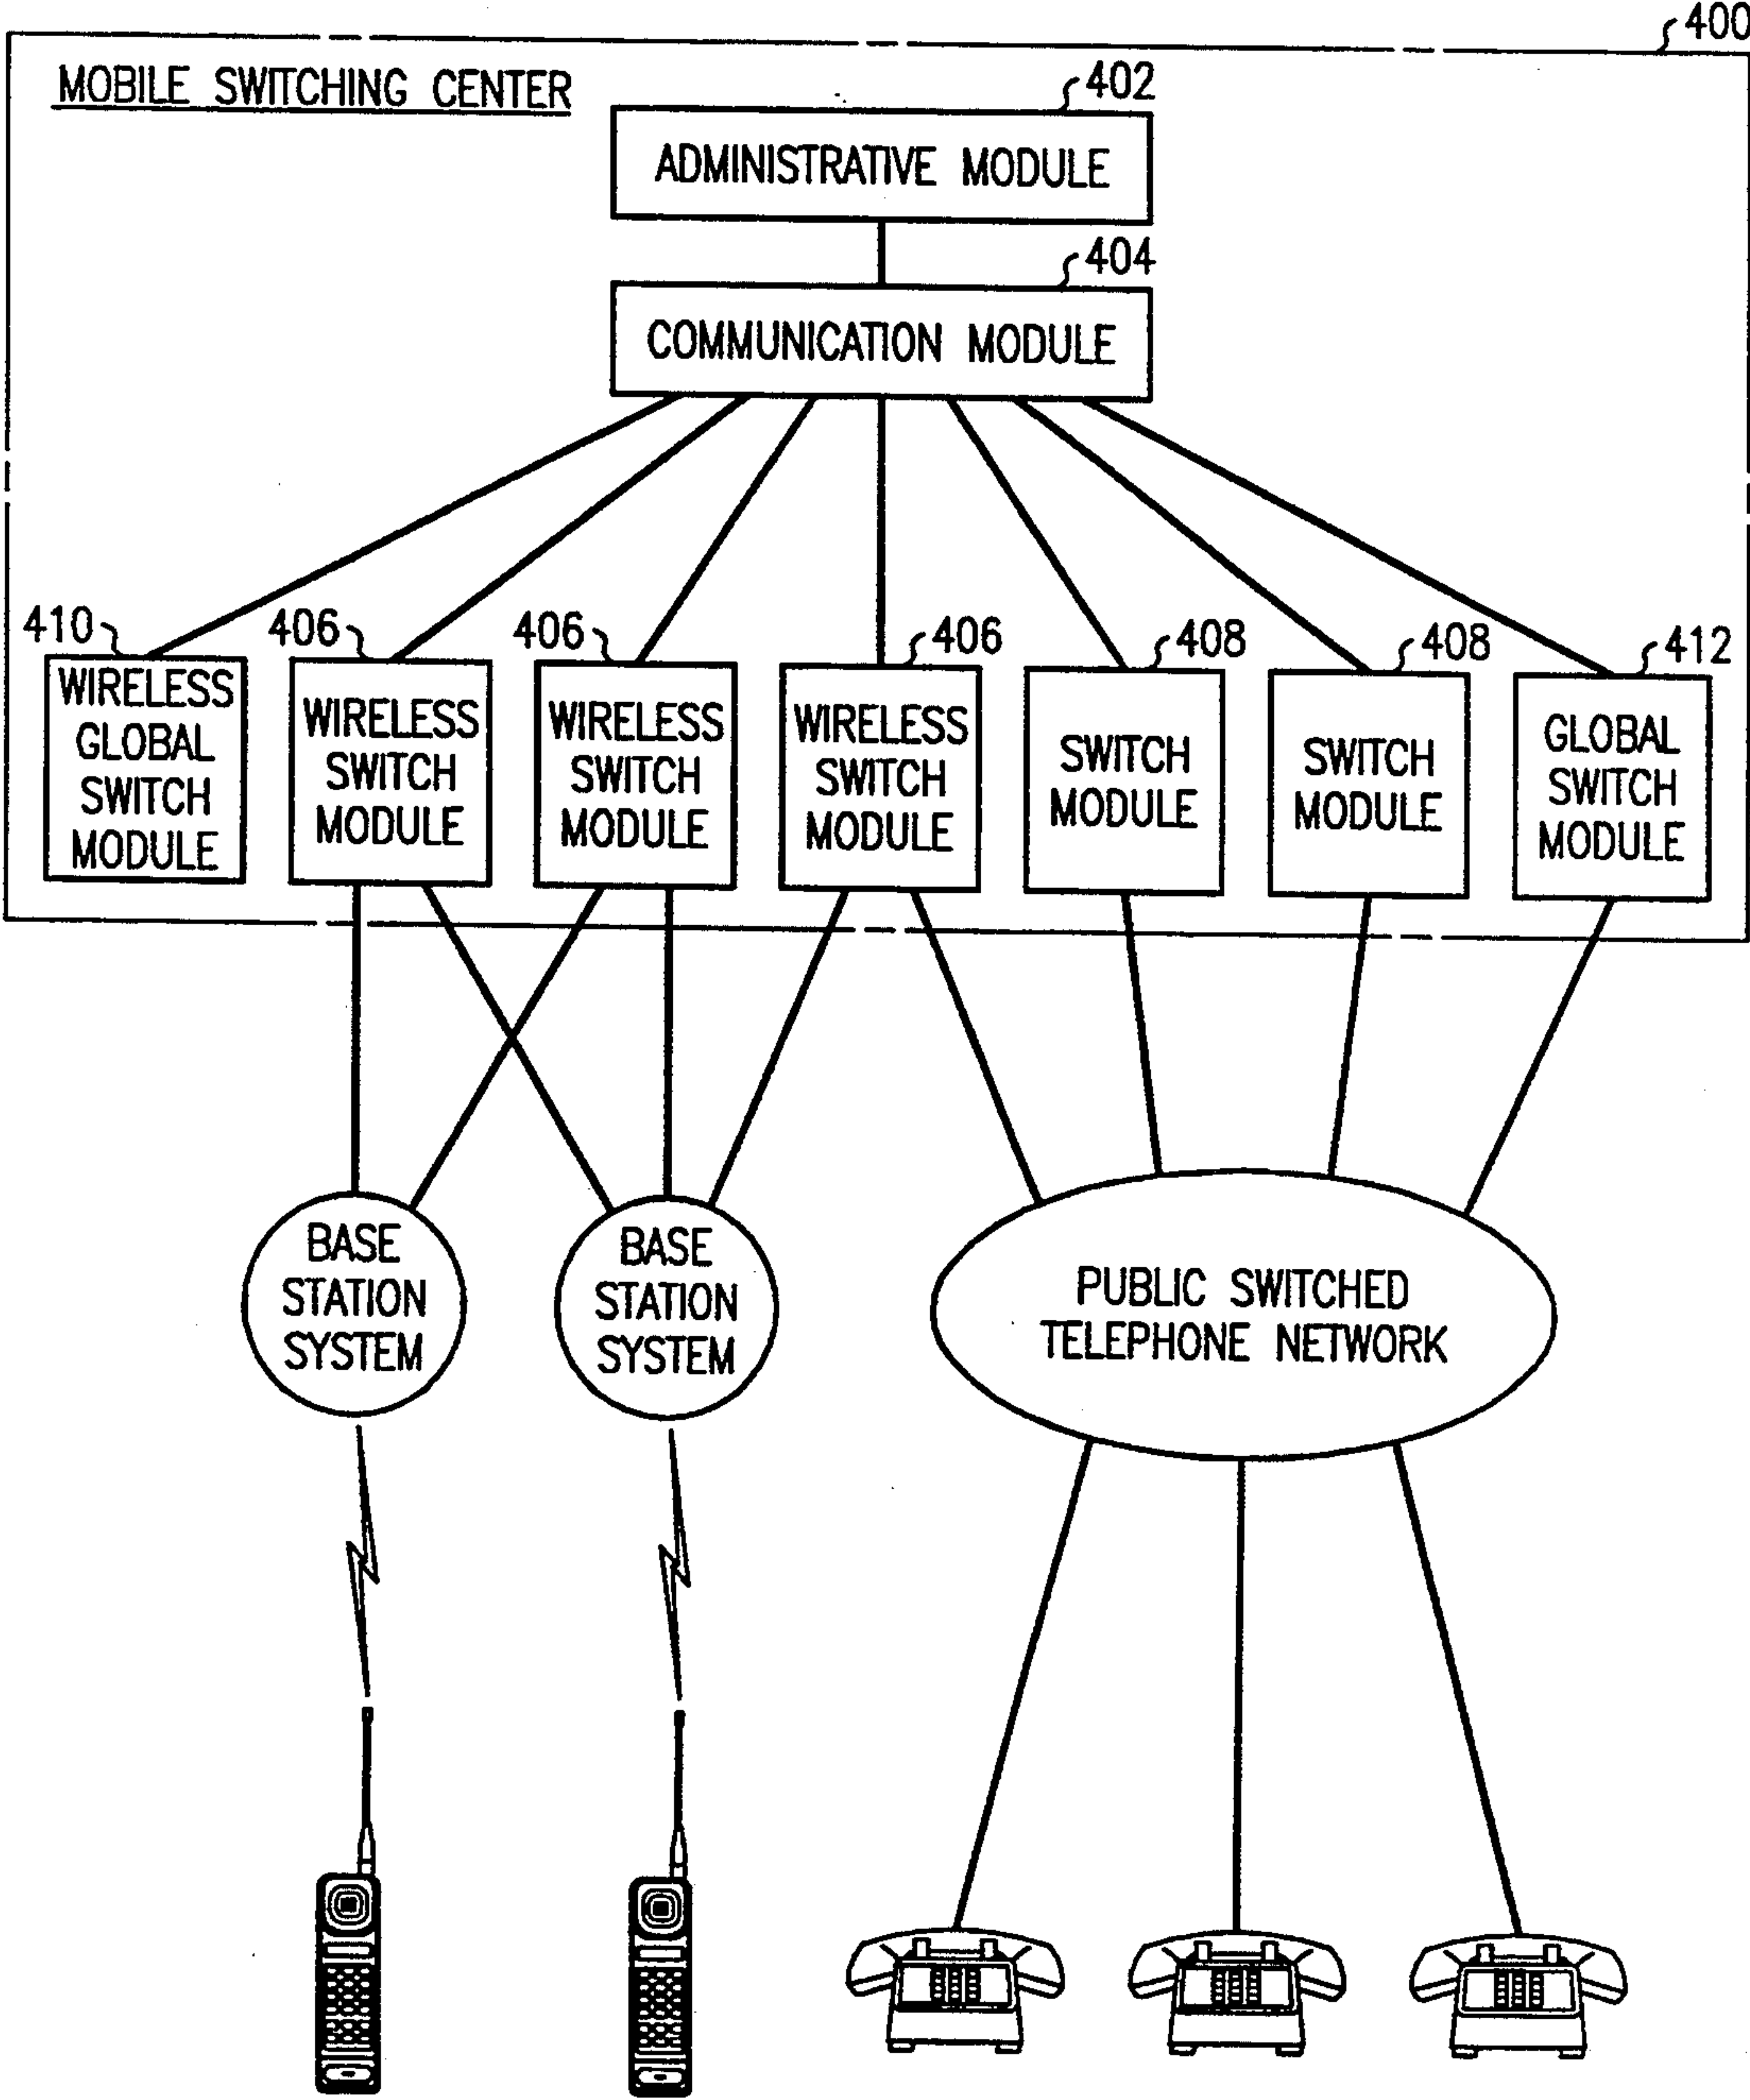 400
MOBILE SWITCHING CENTER
402
ADMINISTRATIVE MODULE
404
COMMUNICATION MODULE
410
406
406
406
408
408
412
WIRELESS
GLOBAL
SWITCH
MODULE
WIRELESS
SWITCH
MODULE
WIRELESS
SWITCH
MODULE
WIRELESS
SWITCH
MODULE
SWITCH
MODULE
SWITCH
MODULE
GLOBAL
SWITCH
MODULE
BASE
STATION
SYSTEM
BASE
STATION
SYSTEM
PUBLIC SWITCHED
TELEPHONE NETWORK